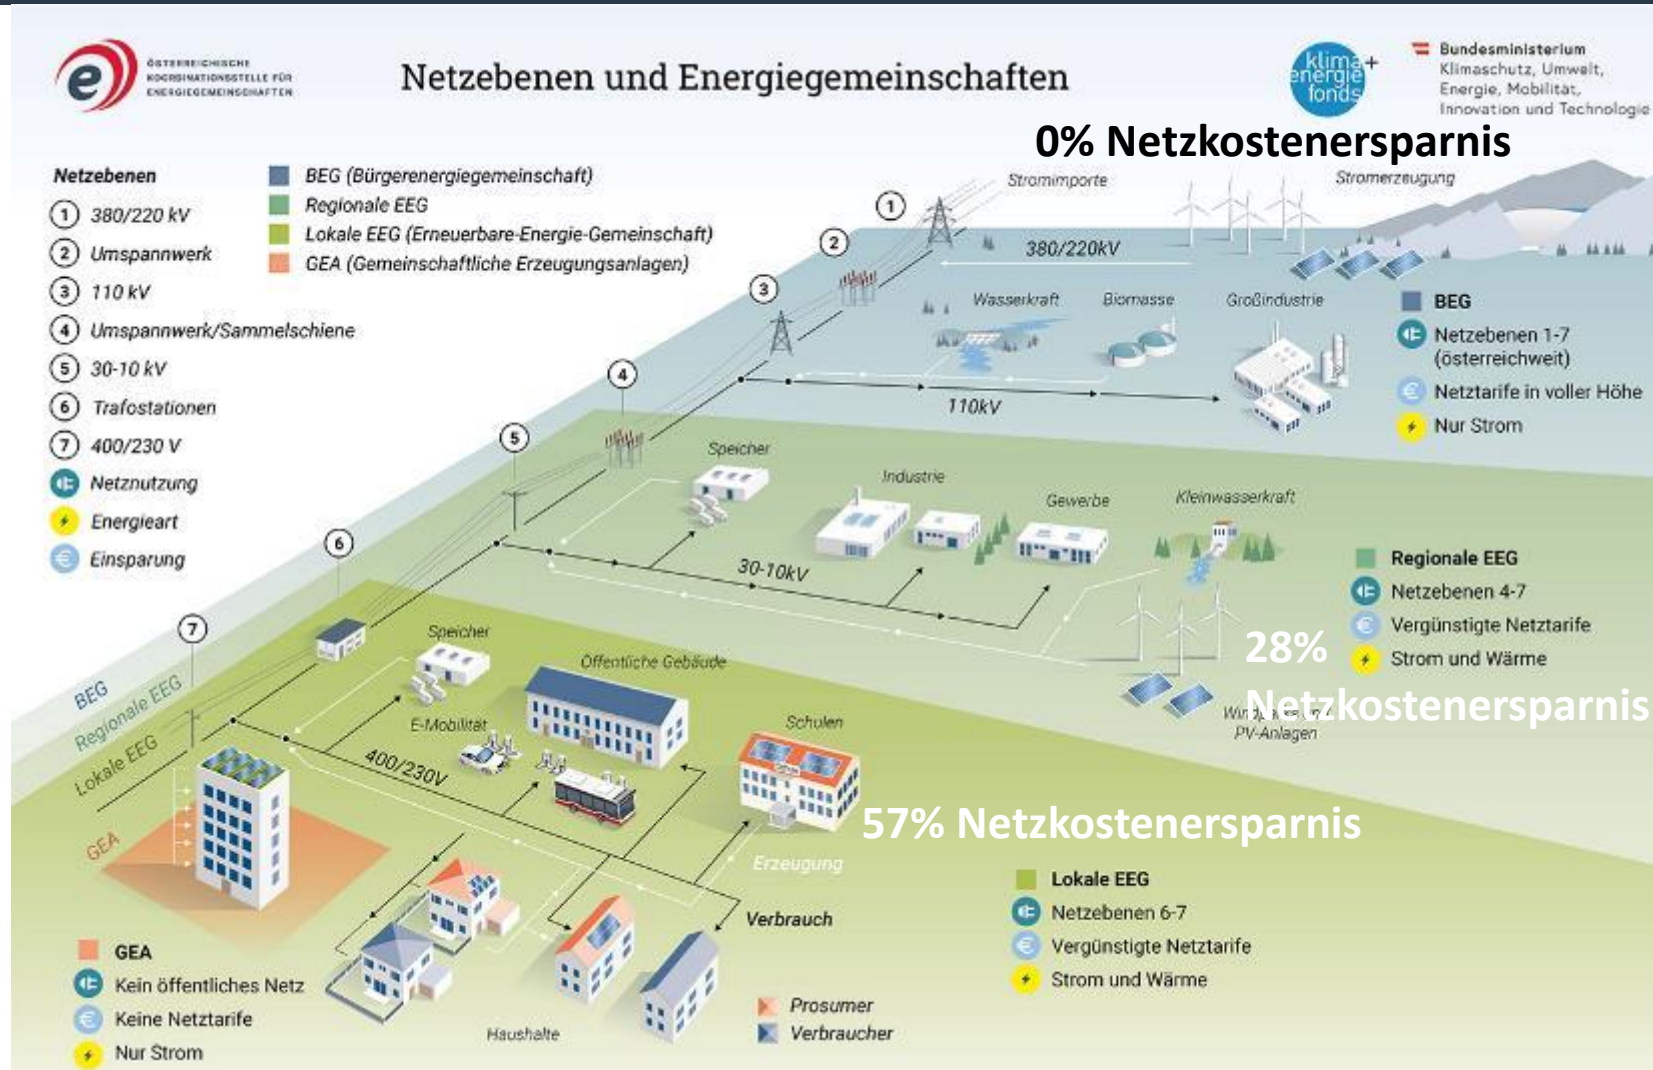 ÖSTERREICHISCHE
KOORDINATIONSSTELLE FÜR
ENERGIEGEMEINSCHAFTEN
Netzebenen und Energiegemeinschaften
klima+
energie
fonds
Bundesministerium
Klimaschutz, Umwelt,
Energie, Mobilität,
Innovation und Technologie
0% Netzkostenersparnis
Netzebenen
1 380/220 kV
2 Umspannwerk
3 110 kV
4 Umspannwerk/Sammelschiene
5 30-10 kV
6 Trafostationen
7 400/230 V
Netznutzung
Energieart
€ Einsparung
BEG (Bürgerenergiegemeinschaft)
Regionale EEG
Lokale EEG (Erneuerbare-Energie-Gemeinschaft)
GEA (Gemeinschaftliche Erzeugungsanlagen)
Stromimporte
Stromerzeugung
1
2
3
4
5
6
7
380/220kV
Wasserkraft
Biomasse
Großindustrie
110kV
BEG
Netzebenen 1-7
(österreichweit)
€ Netztarife in voller Höhe
Nur Strom
Speicher
Industrie
Gewerbe
Kleinwasserkraft
30-10kV
Regionale EEG
Netzebenen 4-7
€ Vergünstigte Netztarife
Strom und Wärme
28%
Netzkostenersparnis
PV-Anlagen
BEG
Regionale EEG
Lokale EEG
GEA
Speicher
Öffentliche Gebäude
E-Mobilität
Schulen
400/230V
57% Netzkostenersparnis
Erzeugung
Verbrauch
Lokale EEG
Netzebenen 6-7
€ Vergünstigte Netztarife
Strom und Wärme
GEA
Kein öffentliches Netz
€ Keine Netztarife
Nur Strom
Haushalte
Prosumer
Verbraucher